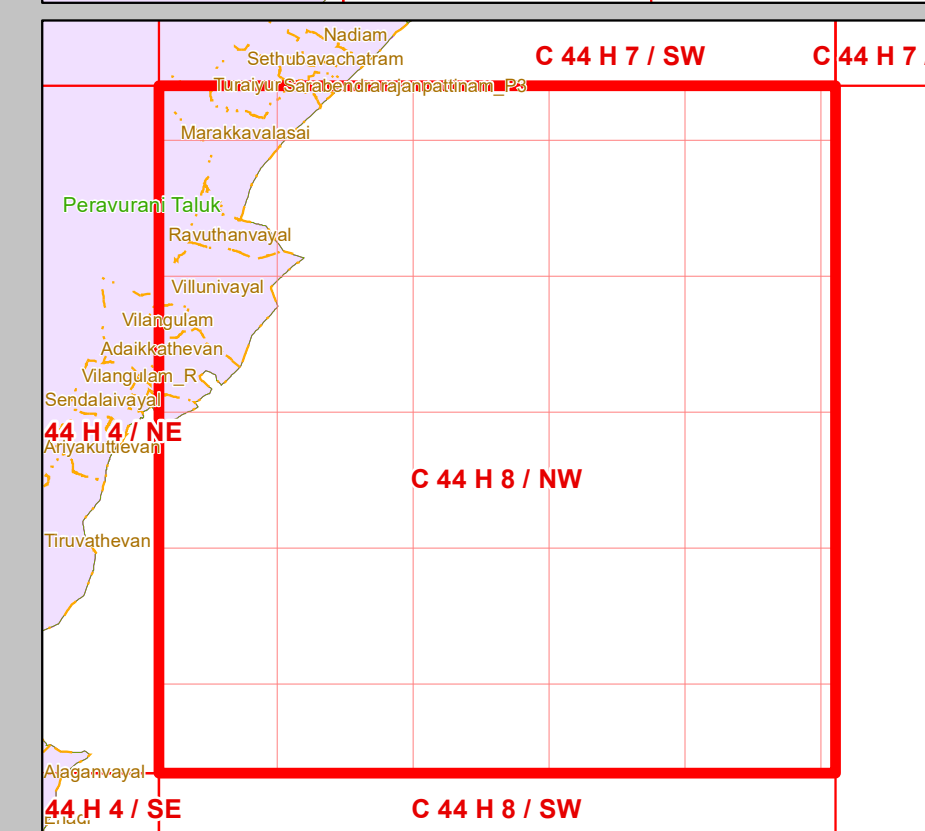 Nadiam
C 44 H 7 / SW
C 44 H 7 /
Sethubavachatram
Turaiyur
Sarabendrarajanpattinam_P3
Marakkavalasai
Peravurani Taluk
Ravuthanvayal
Villunivayal
Vilangulam
Adaikkathevan
Vilangulam_R
Sendalaivayal
44 H 4 / NE
Ariyakuttievan
C 44 H 8 / NW
Tiruvathevan
Alaganvayal
44 H 4 / SE
C 44 H 8 / SW
Enadi